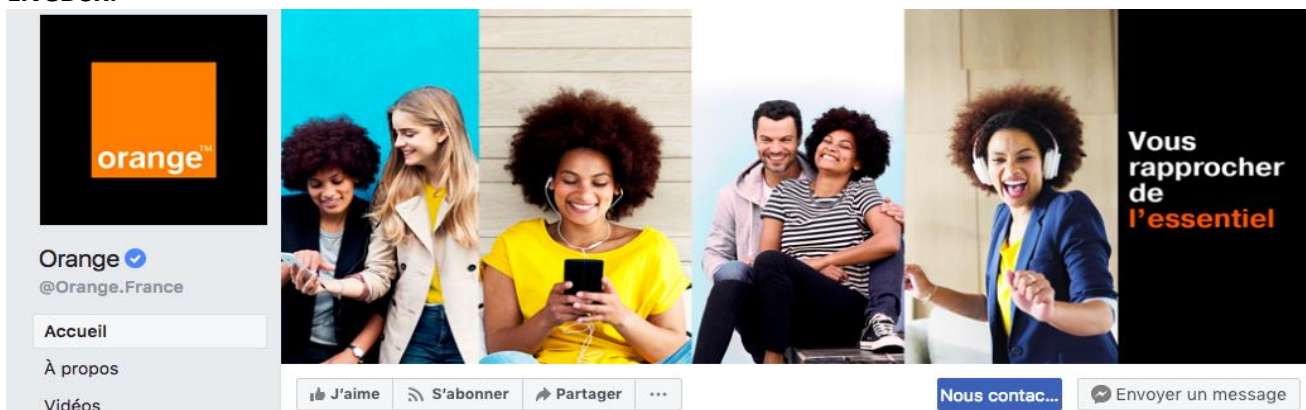 orange™
Orange
@Orange.France
Accueil
À propos
Vidéos
Vous
rapprocher
de
l'essentiel
J'aime
S'abonner
Partager
Nous contac...
Envoyer un message